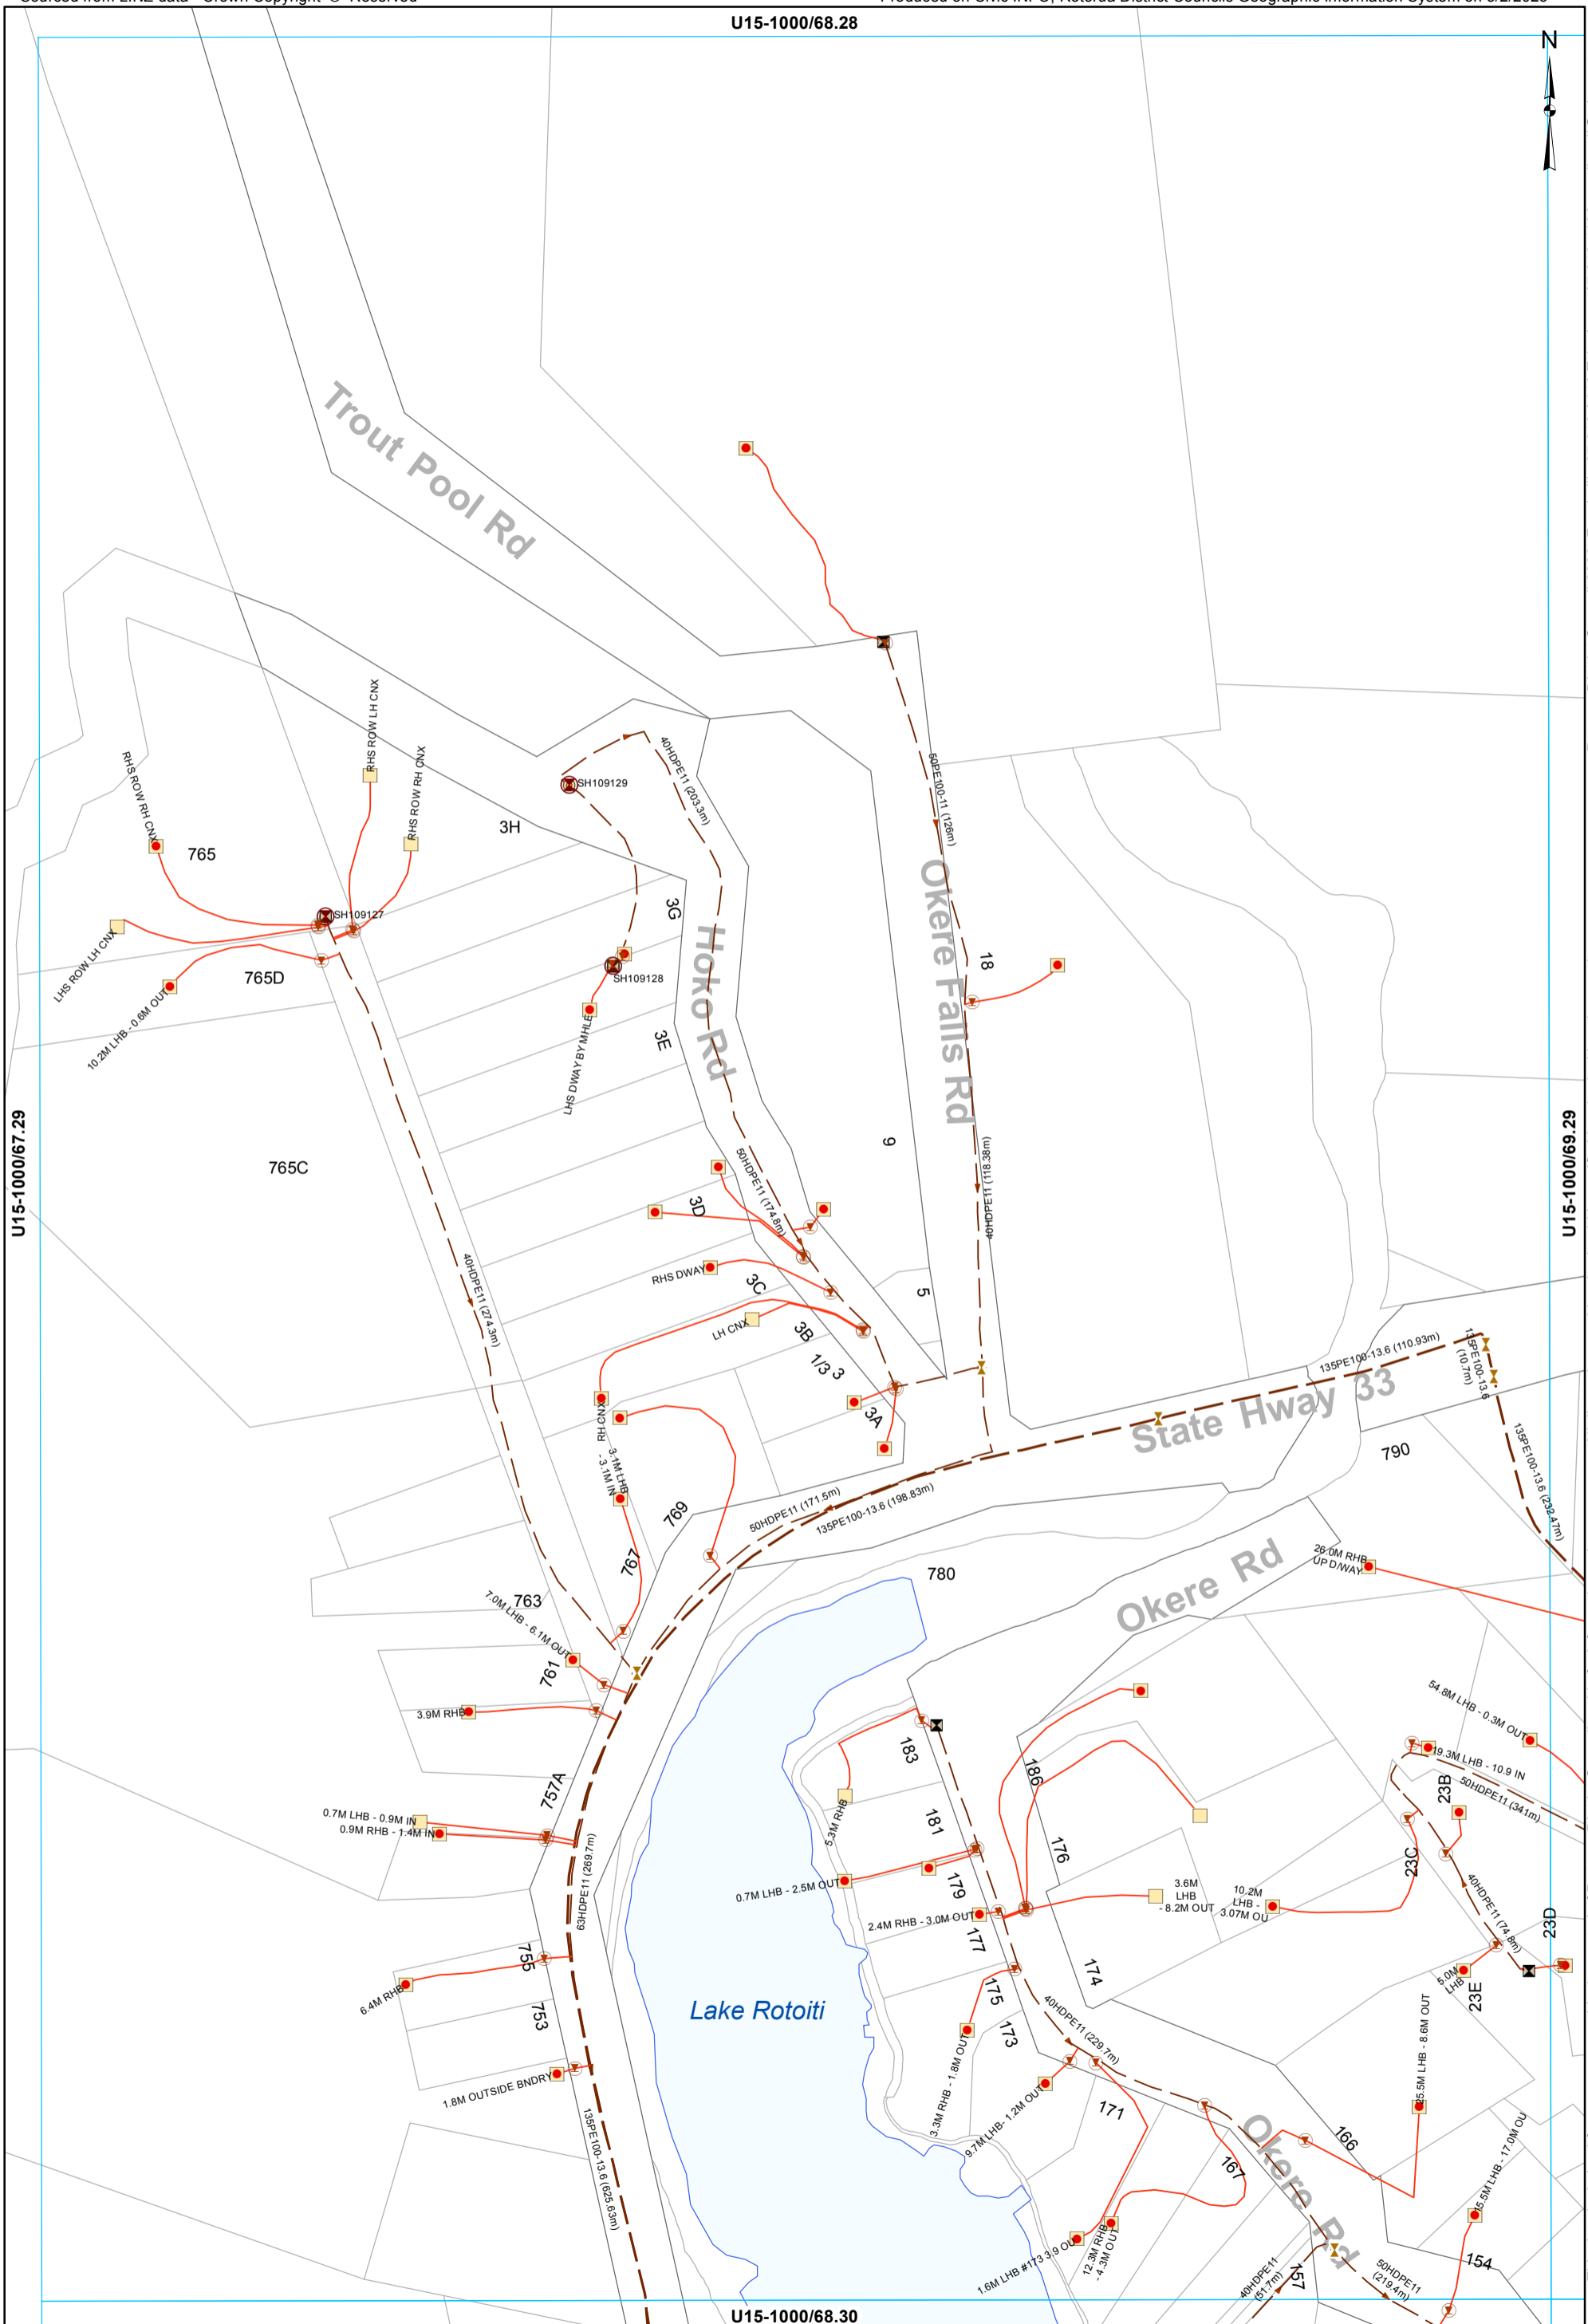 U15-1000/68.28
N
Trout Pool Rd
RHS ROW LH CNX
RHS ROW RH CNX
RHS ROW RH CNX
40HDPE11 (203.3m)
50PE100-11 (126m)
SH109129
3H
765
Okere Falls Rd
3G
SH109127
Hoko Rd
18
LHS ROW LH CNX
765D
SH109128
10.2M LHB - 0.6M OUT
3E
LHS DWAY BY MHLE
U15-1000/67.29
U15-1000/69.29
9
765C
50HDPE11 (174.8m)
40HDPE11 (118.38m)
3D
40HDPE11 (274.3m)
RHS DWAY
3C
5
LH CNX
3B
1/3
3
135PE100-13.6 (110.93m)
135PE100-13.6
(10.7m)
3A
State Hway 33
RH CNX
3.1M LHB
- 3.1M IN
790
135PE100-13.6 (232.47m)
769
50HDPE11 (171.5m)
135PE100-13.6 (198.83m)
767
780
26.0M RHB
UP D/WAY
Okere Rd
763
7.0M LHB - 6.1M OUT
761
3.9M RHB
54.8M LHB - 0.3M OUT
183
19.3M LHB - 10.9 IN
186
23B
50HDPE11 (341m)
757A
0.7M LHB - 0.9M IN
0.9M RHB - 1.4M IN
5.3M RHB
181
176
23C
63HDPE11 (269.7m)
0.7M LHB - 2.5M OUT
179
3.6M
LHB
- 8.2M OUT
10.2M
LHB -
3.07M OU
40HDPE11 (74.8m)
2.4M RHB - 3.0M OUT
177
23D
755
6.4M RHB
174
5.0M
LHB
23E
175
753
Lake Rotoiti
173
40HDPE11 (229.7m)
1.8M OUTSIDE BNDRY
3.3M RHB - 1.8M OUT
9.7M LHB- 1.2M OUT
25.5M LHB - 8.6M OUT
171
135PE100-13.6 (625.63m)
166
Okere Rd
167
15.5M LHB - 17.0M OU
1.6M LHB #173 3.9 OU
12.3M RHB
- 4.3M OUT
154
157
40HDPE11
(51.7m)
50HDPE11
(219.4m)
U15-1000/68.30